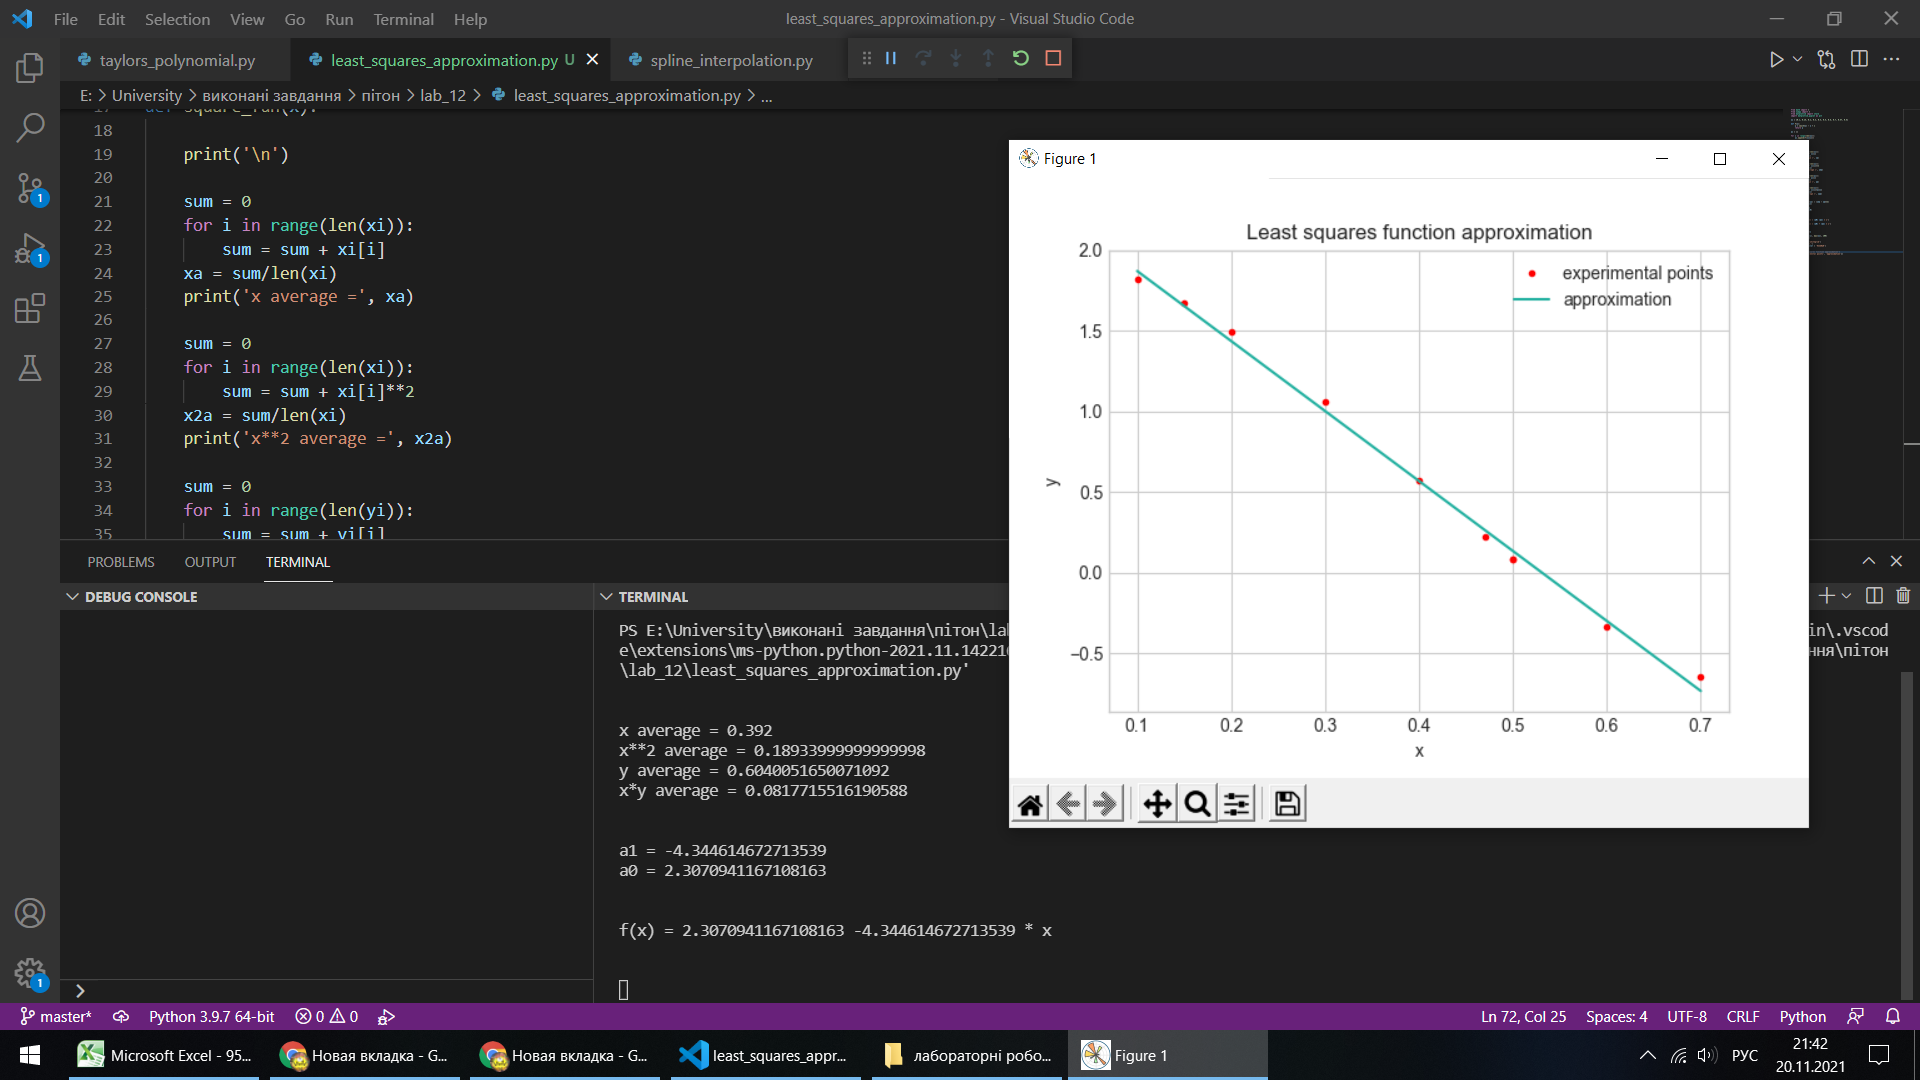 File Edit Selection View Go Run Terminal Help
least_squares_approximation.py - Visual Studio Code
taylors_polynomial.py
least_squares_approximation.py U
spline_interpolation.py
E: > University > виконані завдання > пітон > lab_12 > least_squares_approximation.py > ...
18
19 print('\n')
20
21 sum = 0
22 for i in range(len(xi)):
23 sum = sum + xi[i]
24 xa = sum/len(xi)
25 print('x average =', xa)
26
27 sum = 0
28 for i in range(len(xi)):
29 sum = sum + xi[i]**2
30 x2a = sum/len(xi)
31 print('x**2 average =', x2a)
32
33 sum = 0
34 for i in range(len(yi)):
35 sum = sum + yi[i]
1
1
1
PROBLEMS OUTPUT TERMINAL
DEBUG CONSOLE
TERMINAL
PS E:\University\виконані завдання\пітон\la
in\.vscod
e\extensions\ms-python.python-2021.11.14221
ння\пітон
\lab_12\least_squares_approximation.py'
x average = 0.392
x**2 average = 0.18933999999999998
y average = 0.6040051650071092
x*y average = 0.0817715516190588
a1 = -4.344614672713539
a0 = 2.3070941167108163
f(x) = 2.3070941167108163 -4.344614672713539 * x
Figure 1
Least squares function approximation
experimental points
approximation
2.0
1.5
1.0
0.5
0.0
−0.5
y
0.1 0.2 0.3 0.4 0.5 0.6 0.7
x
master* Python 3.9.7 64-bit 0 0
Ln 72, Col 25 Spaces: 4 UTF-8 CRLF Python
Microsoft Excel - 95...
Новая вкладка - G...
Новая вкладка - G...
least_squares_appr...
лабораторні робо...
Figure 1
РУС
21:42
20.11.2021